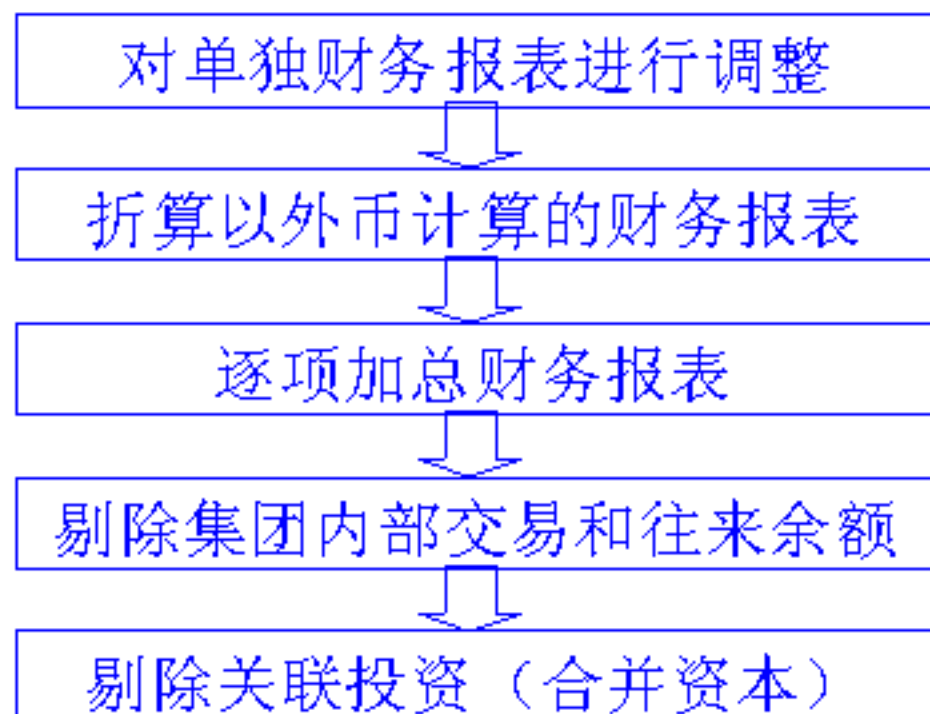 对单独财务报表进行调整
折算以外币计算的财务报表
逐项加总财务报表
剔除集团内部交易和往来余额
剔除关联投资（合并资本）